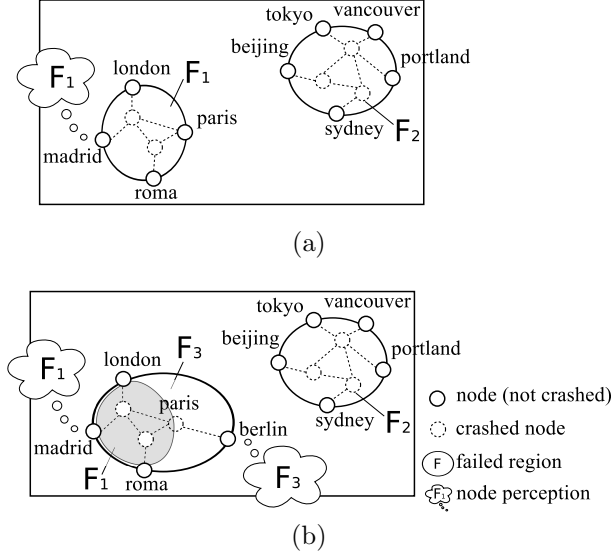 tokyo vancouver
beijing
portland
london
F1
F1
paris
madrid
sydney
F2
roma
(a)
tokyo vancouver
beijing
F3
london
portland
F1
paris
node (not crashed)
sydney
F2
berlin
crashed node
madrid
F1
roma
F failed region
F3
F1 node perception
(b)